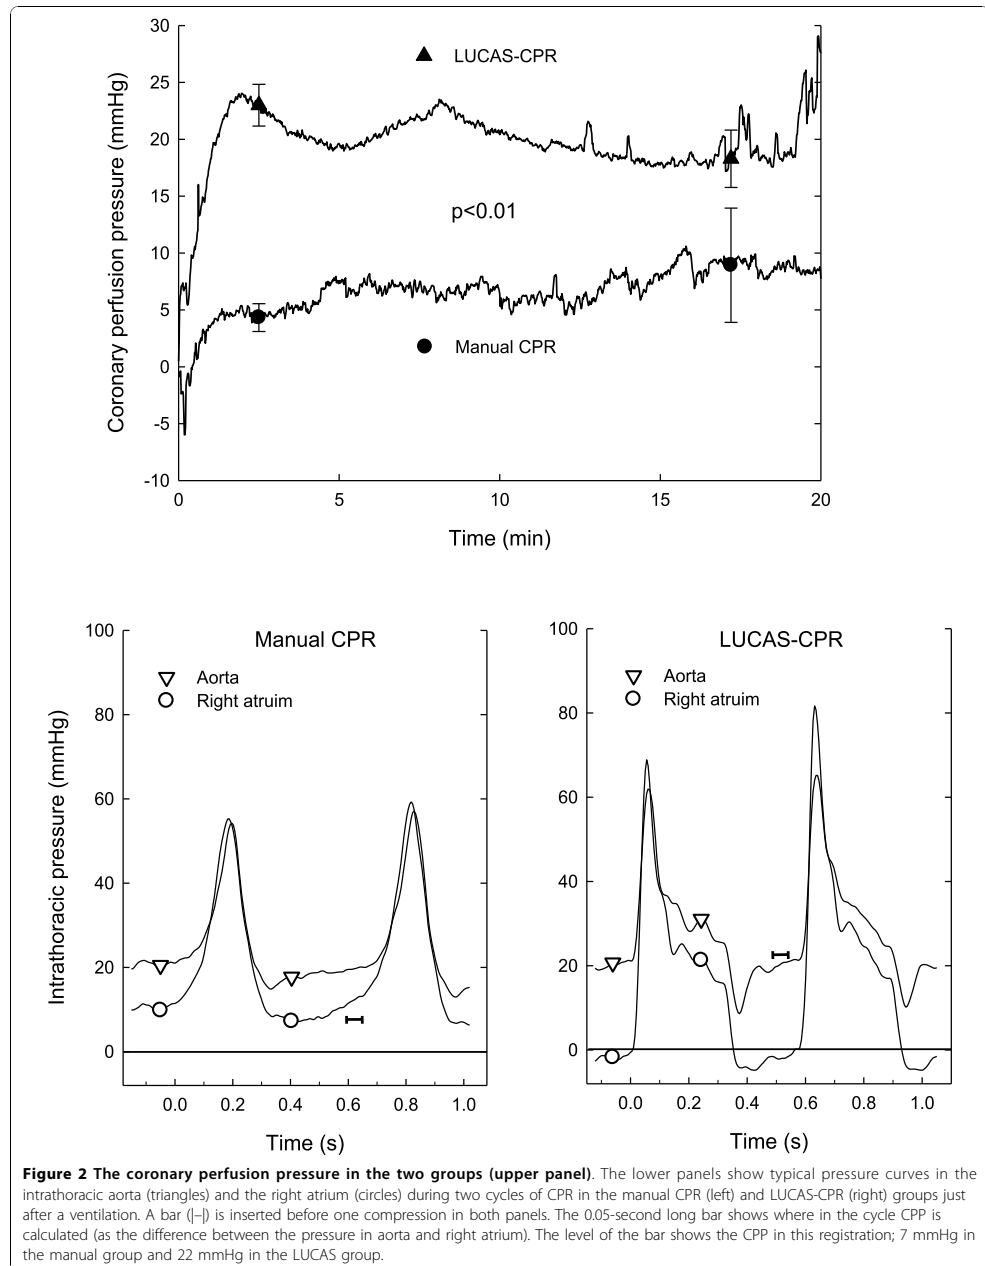 30
LUCAS-CPR
25
20
15
p<0.01
10
5
Manual CPR
0
-5
-10
0 5 10 15 20
Coronary perfusion pressure (mmHg)
Time (min)
100
Manual CPR
Aorta
Right atruim
80
60
40
20
0
0.0 0.2 0.4 0.6 0.8 1.0
Intrathoracic pressure (mmHg)
Time (s)
100
LUCAS-CPR
Aorta
Right atruim
80
60
40
20
0
0.0 0.2 0.4 0.6 0.8 1.0
Time (s)
Figure 2 The coronary perfusion pressure in the two groups (upper panel). The lower panels show typical pressure curves in the
intrathoracic aorta (triangles) and the right atrium (circles) during two cycles of CPR in the manual CPR (left) and LUCAS-CPR (right) groups just
after a ventilation. A bar (|–|) is inserted before one compression in both panels. The 0.05-second long bar shows where in the cycle CPP is
calculated (as the difference between the pressure in aorta and right atrium). The level of the bar shows the CPP in this registration; 7 mmHg in
the manual group and 22 mmHg in the LUCAS group.